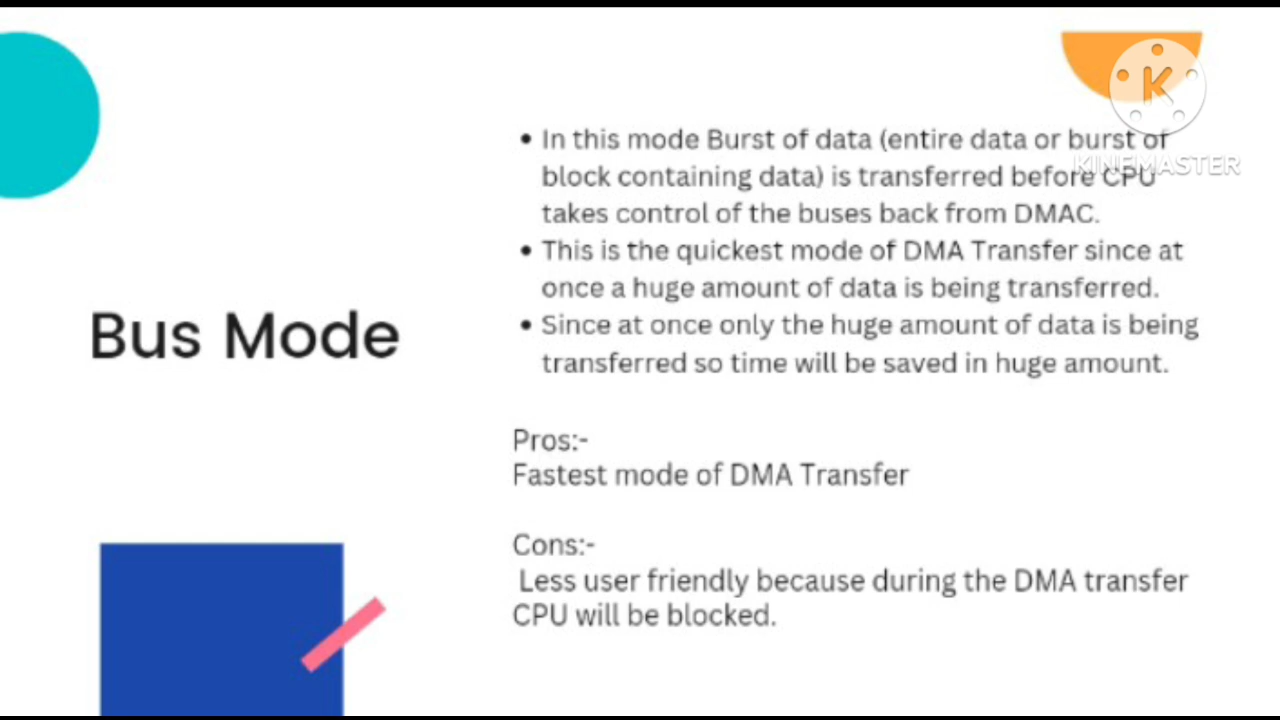 K
KINEMASTER
• In this mode Burst of data (entire data or burst of
block containing data) is transferred before CPU
takes control of the buses back from DMAC.
• This is the quickest mode of DMA Transfer since at
once a huge amount of data is being transferred.
• Since at once only the huge amount of data is being
transferred so time will be saved in huge amount.
Bus Mode
Pros:-
Fastest mode of DMA Transfer
Cons:-
Less user friendly because during the DMA transfer
CPU will be blocked.